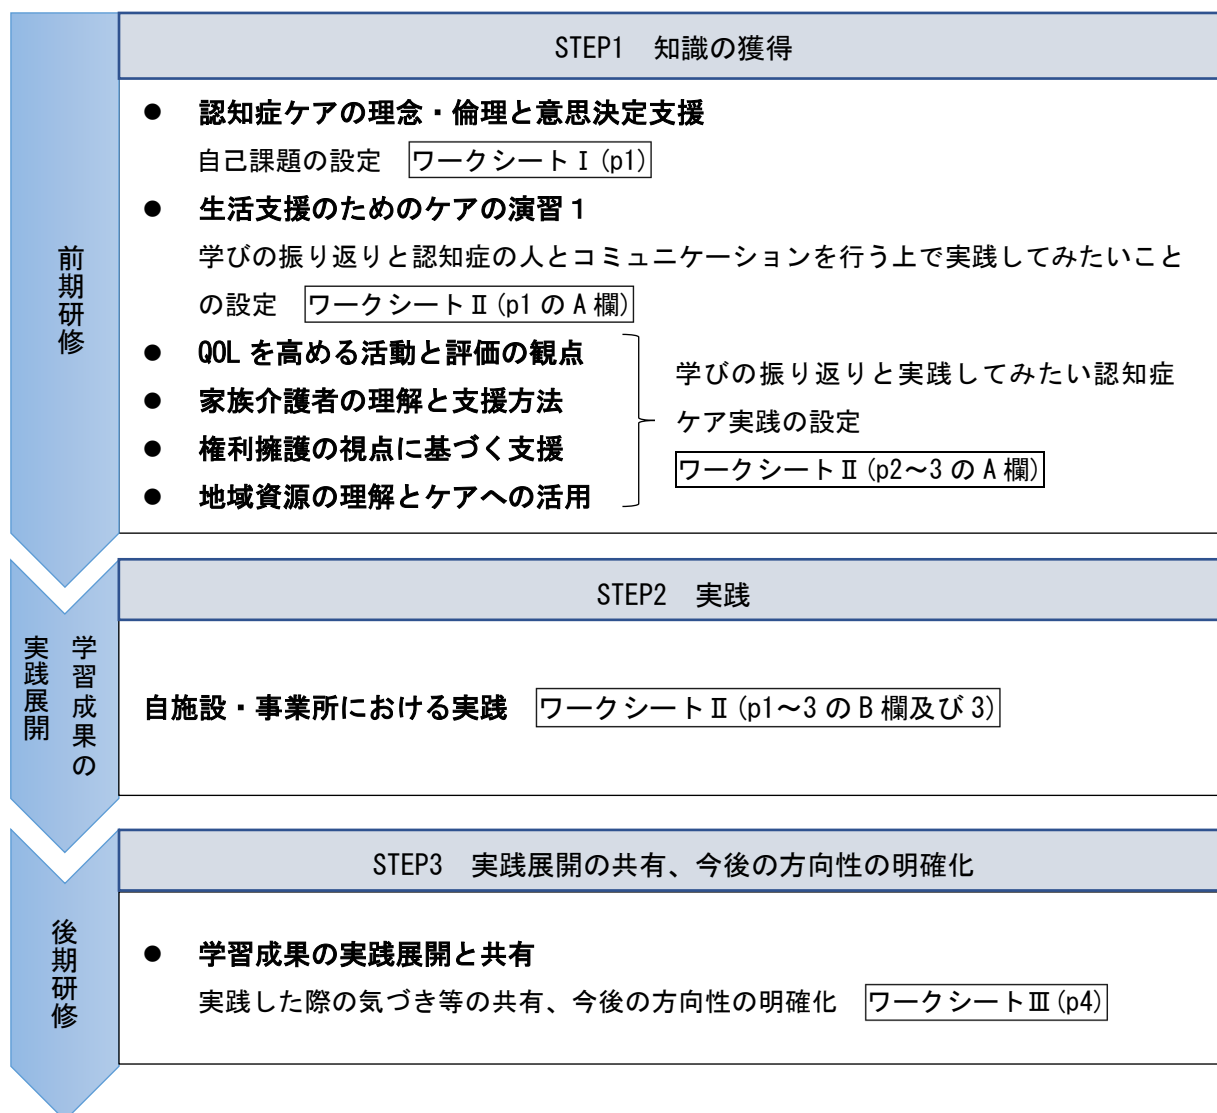 前期研修
STEP1 知識の獲得
● 認知症ケアの理念・倫理と意思決定支援
自己課題の設定 ワークシートⅠ(p1)
● 生活支援のためのケアの演習1
学びの振り返りと認知症の人とコミュニケーションを行う上で実践してみたいこと
の設定 ワークシートⅡ(p1 の A 欄)
● QOL を高める活動と評価の観点
● 家族介護者の理解と支援方法
● 権利擁護の視点に基づく支援
● 地域資源の理解とケアへの活用
学びの振り返りと実践してみたい認知症
ケア実践の設定
ワークシートⅡ(p2~3 の A 欄)
学習成果の
実践展開
STEP2 実践
自施設・事業所における実践 ワークシートⅡ(p1~3 の B 欄及び 3)
後期研修
STEP3 実践展開の共有、今後の方向性の明確化
● 学習成果の実践展開と共有
実践した際の気づき等の共有、今後の方向性の明確化 ワークシートⅢ(p4)